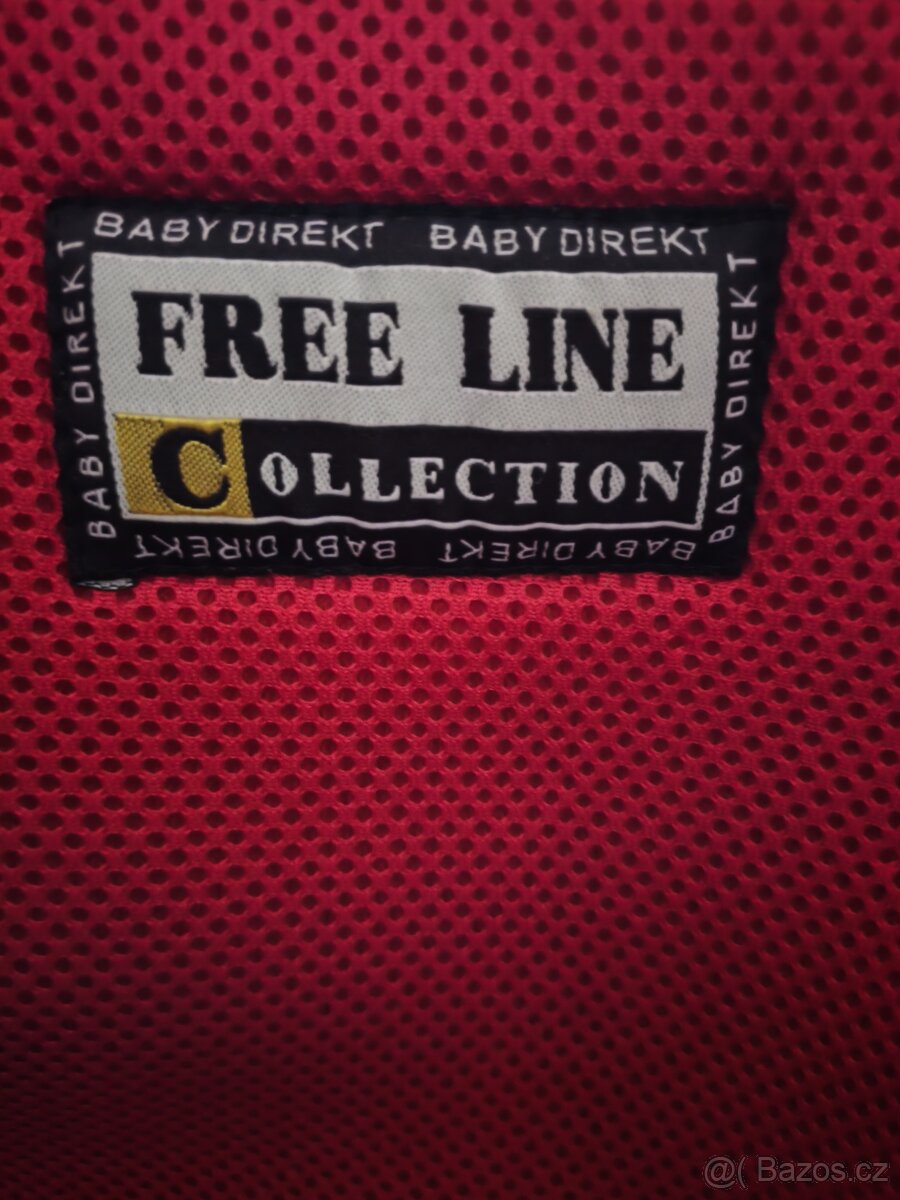 BABY DIREKT BABY DIREKT
BABY DIREKT
FREE LINE
COLLECTION
BABY DIREKT
BABY DIREKT BABY DIREKT
@( Bazos.cz